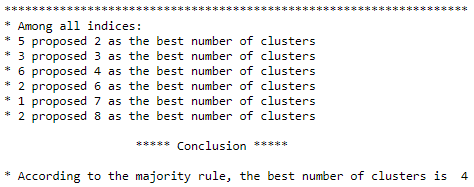 *******************************************************************
* Among all indices:
* 5 proposed 2 as the best number of clusters
* 3 proposed 3 as the best number of clusters
* 6 proposed 4 as the best number of clusters
* 2 proposed 6 as the best number of clusters
* 1 proposed 7 as the best number of clusters
* 2 proposed 8 as the best number of clusters
***** Conclusion *****
* According to the majority rule, the best number of clusters is  4